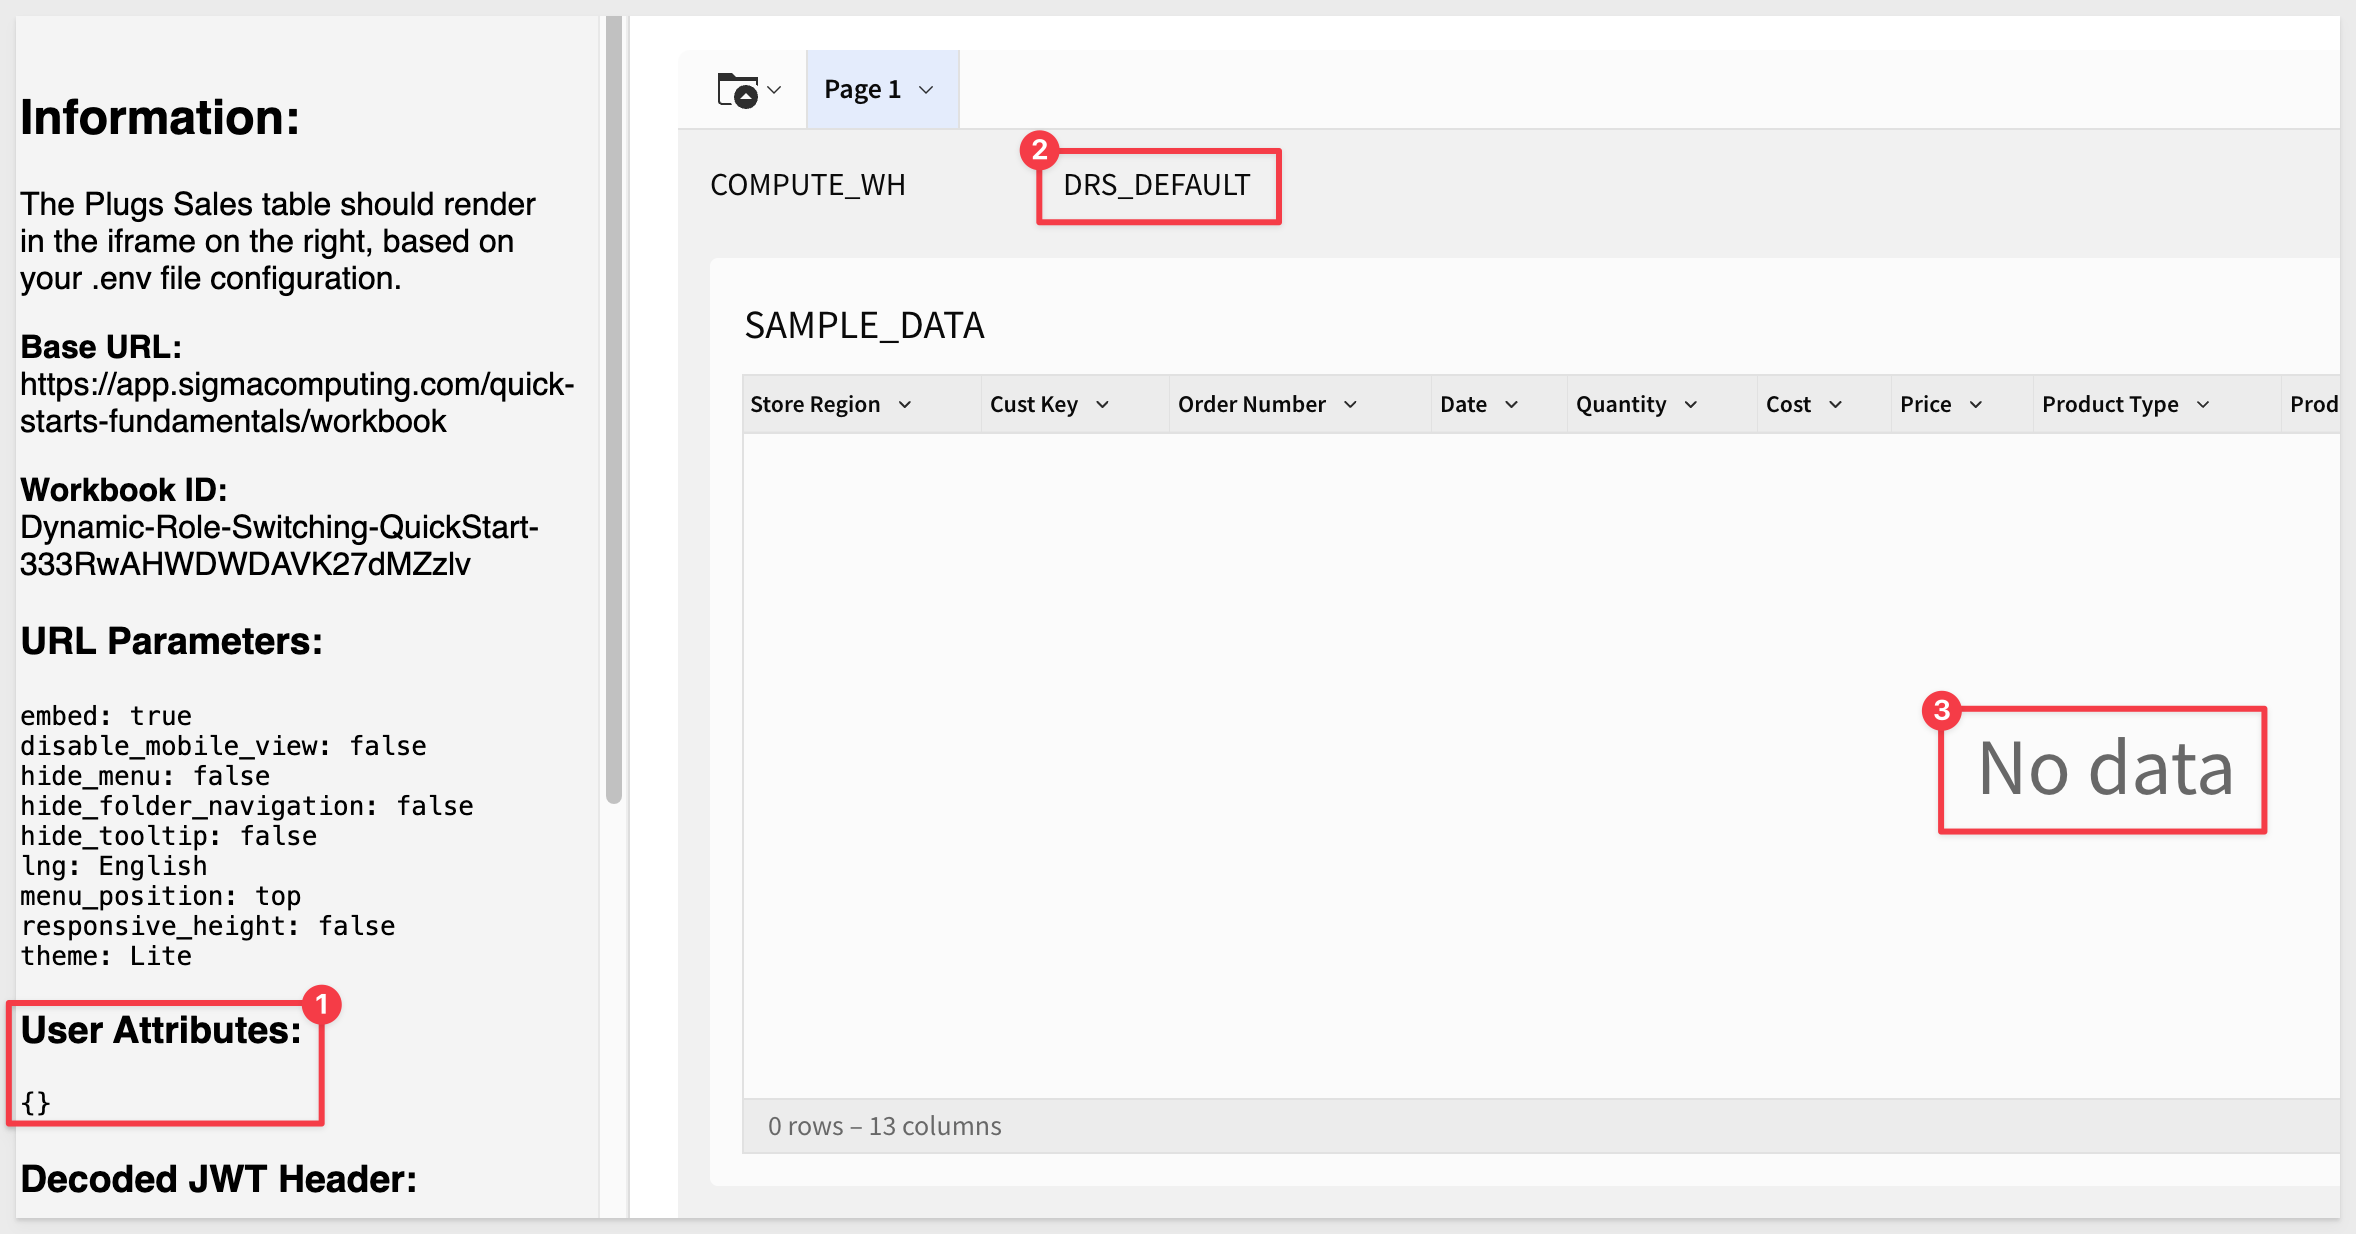 Information:
The Plugs Sales table should render
in the iframe on the right, based on
your .env file configuration.
Base URL:
https://app.sigmacomputing.com/quick-
starts-fundamentals/workbook
Workbook ID:
Dynamic-Role-Switching-QuickStart-
333RwAHWDWDAVK27dMZzlv
URL Parameters:
embed: true
disable_mobile_view: false
hide_menu: false
hide_folder_navigation: false
hide_tooltip: false
lng: English
menu_position: top
responsive_height: false
theme: Lite
1
User Attributes:
{}
Decoded JWT Header:
Page 1
2
COMPUTE_WH DRS_DEFAULT
SAMPLE_DATA
Store Region Cust Key Order Number Date Quantity Cost Price Product Type Prod
3
No data
0 rows – 13 columns